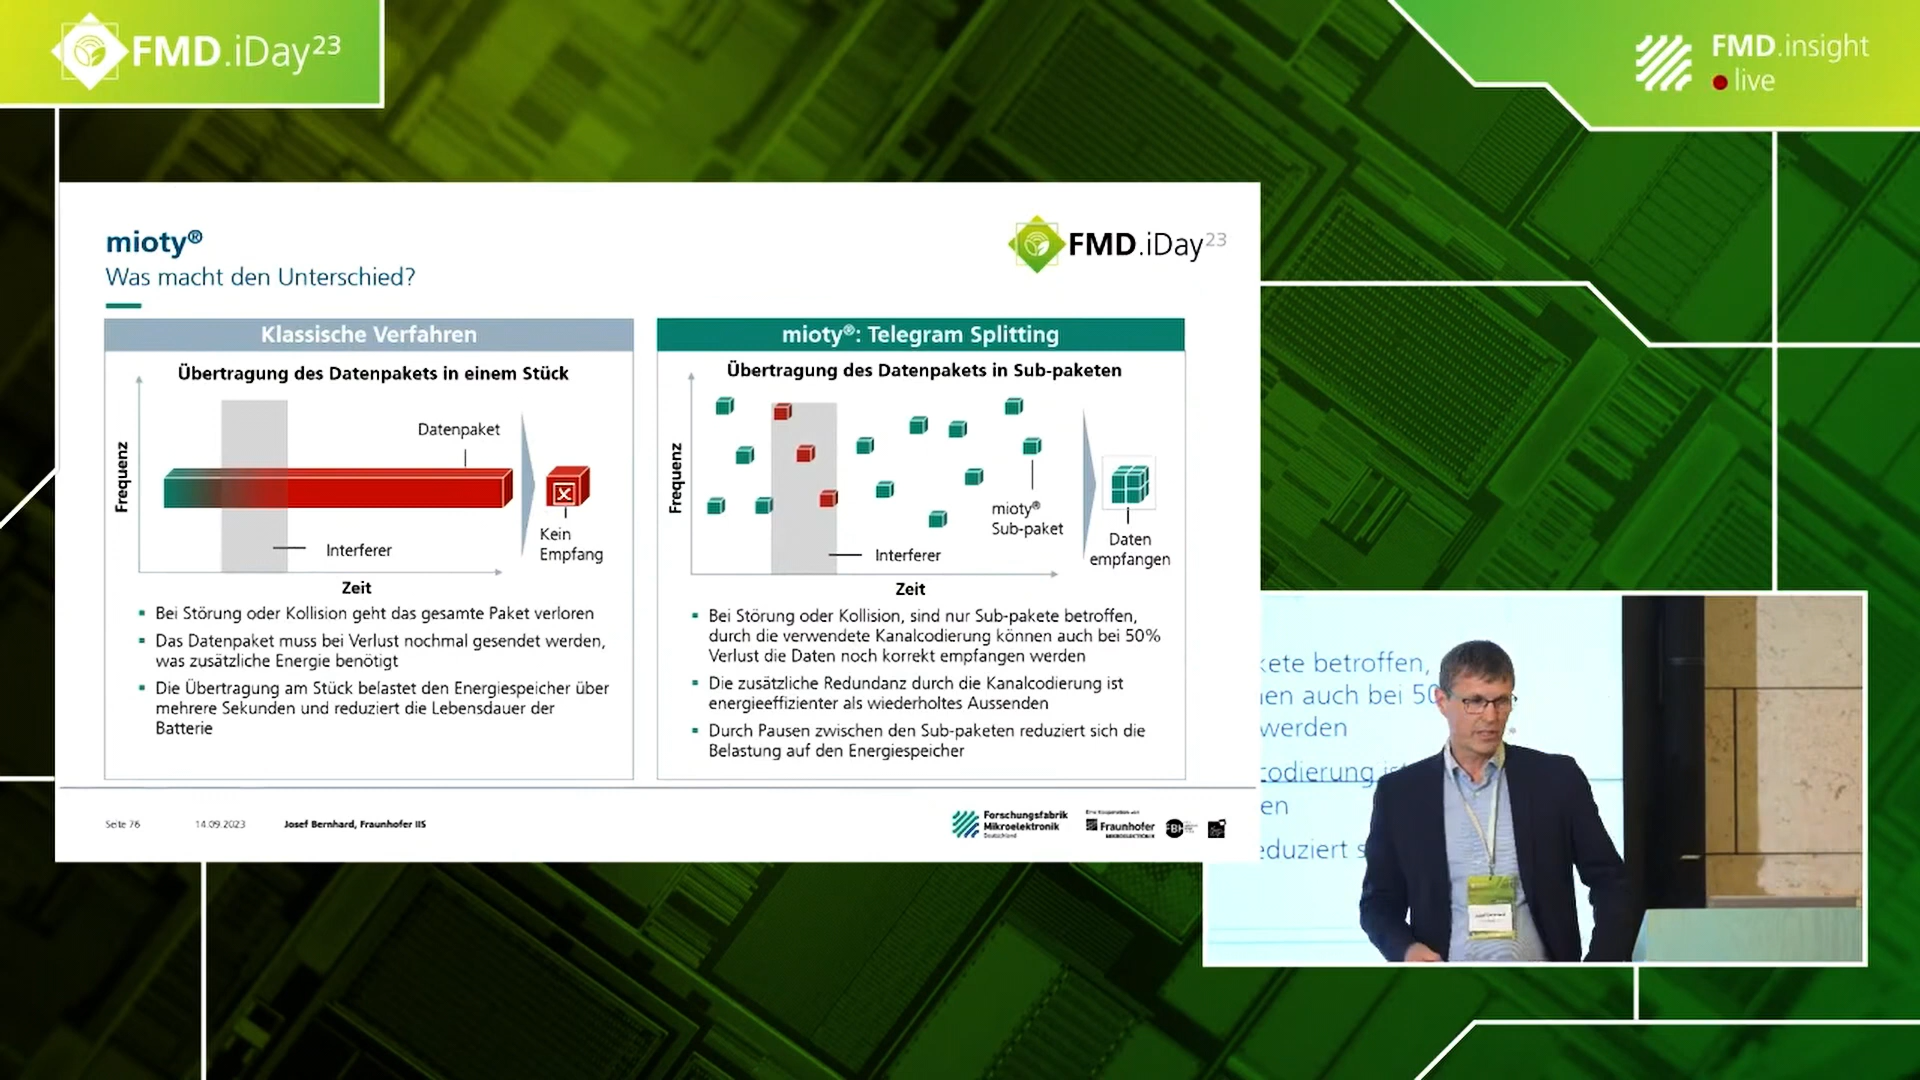 FMD.iDay23
FMD.insight
live
mioty®
Was macht den Unterschied?
FMD.iDay23
Klassische Verfahren
Übertragung des Datenpakets in einem Stück
Frequenz
Datenpaket
Interferer
Zeit
Kein
Empfang
Bei Störung oder Kollision geht das gesamte Paket verloren
Das Datenpaket muss bei Verlust nochmal gesendet werden,
was zusätzliche Energie benötigt
Die Übertragung am Stück belastet den Energiespeicher über
mehrere Sekunden und reduziert die Lebensdauer der
Batterie
mioty®: Telegram Splitting
Übertragung des Datenpakets in Sub-paketen
Frequenz
mioty®
Sub-paket
Interferer
Zeit
Daten
empfangen
Bei Störung oder Kollision, sind nur Sub-pakete betroffen,
durch die verwendete Kanalcodierung können auch bei 50%
Verlust die Daten noch korrekt empfangen werden
Die zusätzliche Redundanz durch die Kanalcodierung ist
energieeffizienter als wiederholtes Aussenden
Durch Pausen zwischen den Sub-paketen reduziert sich die
Belastung auf den Energiespeicher
Seite 76
14.09.2023
Josef Bernhard, Fraunhofer IIS
Forschungsfabrik
Mikroelektronik
Deutschland
Eine Kooperation von
Fraunhofer
MIKROELEKTRONIK
FBH
kete betroffen,
nen auch bei 50
werden
codierung ist
en
eduziert s